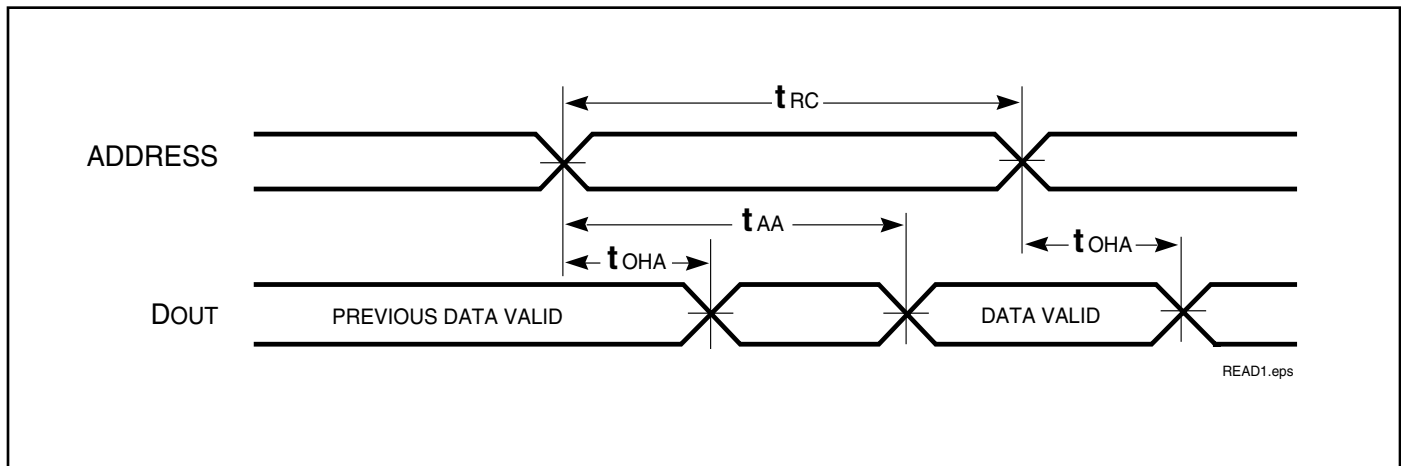 tRC
ADDRESS
tAA
tOHA
tOHA
DOUT
PREVIOUS DATA VALID
DATA VALID
READ1.eps